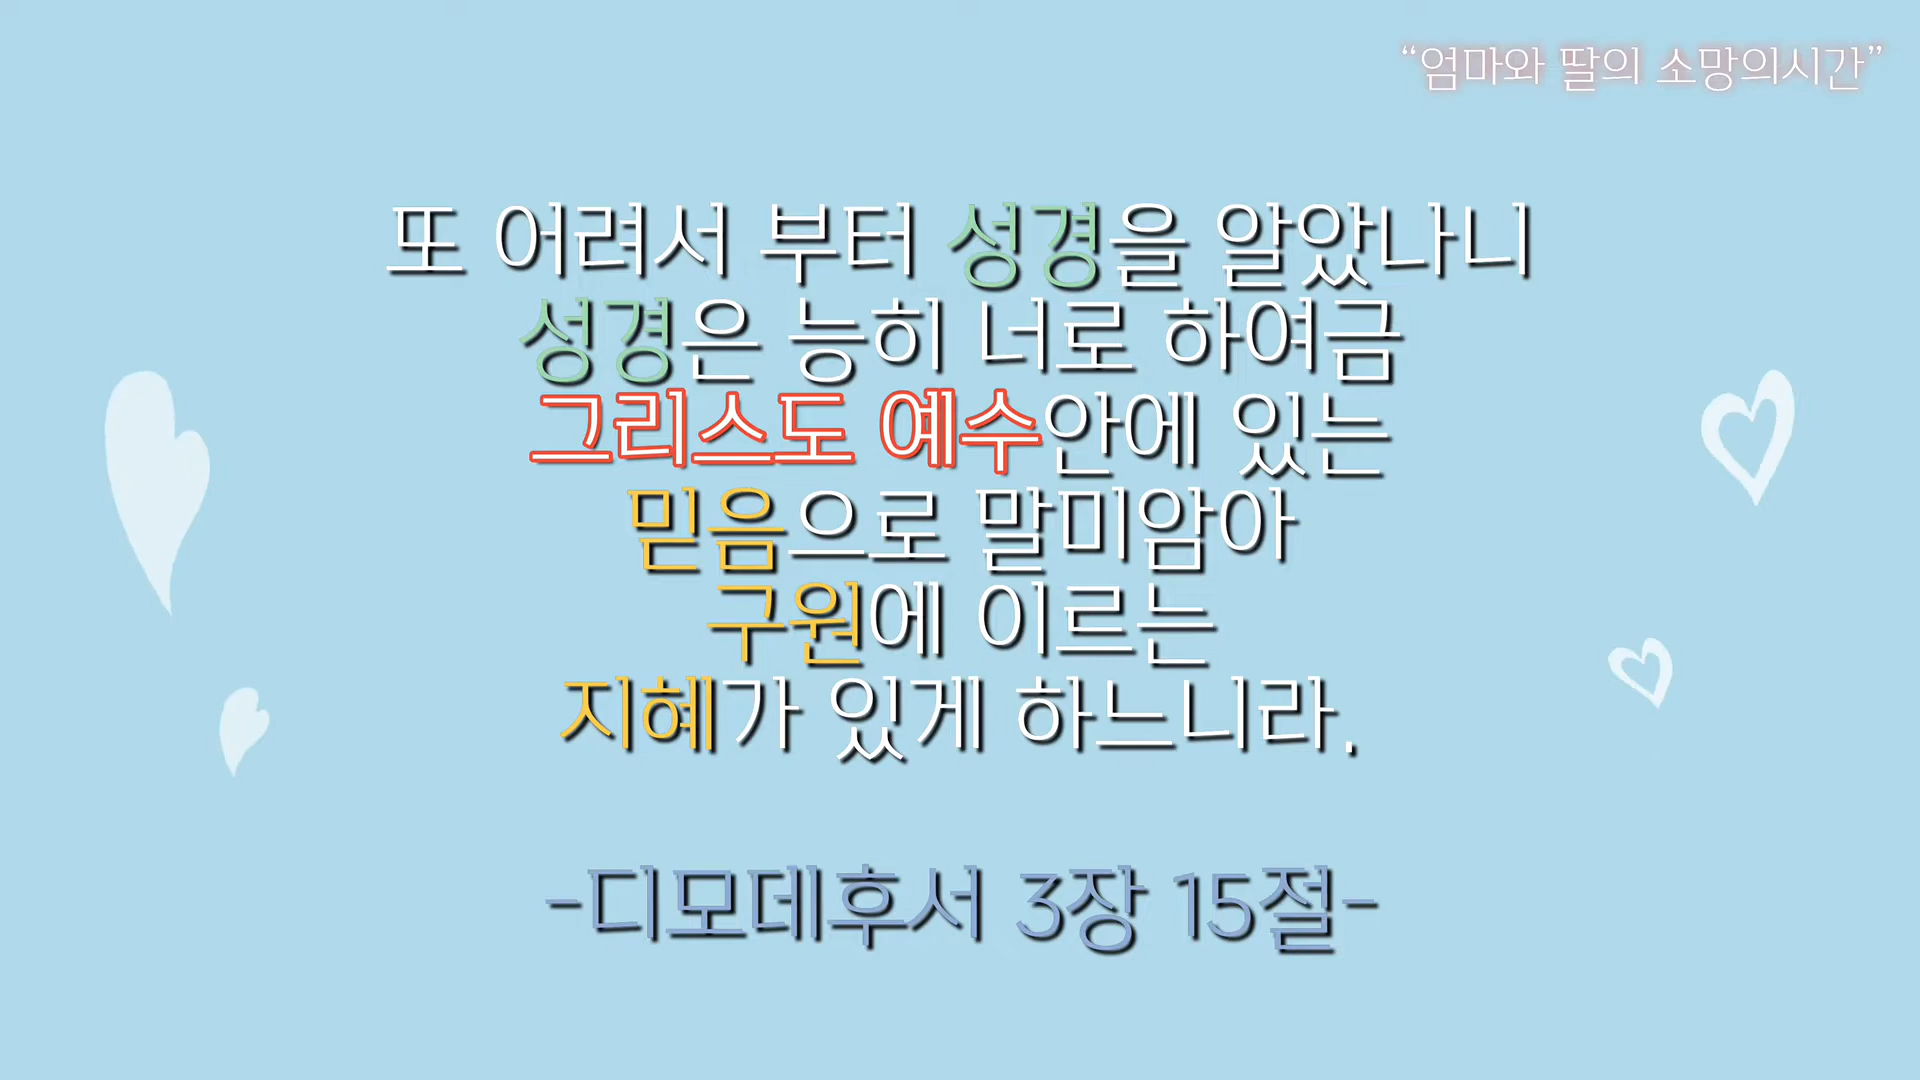 “엄마와 딸의 소망의시간”
또 어려서 부터 성경을 알았나니
성경은 능히 너로 하여금
그리스도 예수안에 있는
믿음으로 말미암아
구원에 이르는
지혜가 있게 하느니라.
-디모데후서 3장 15절-